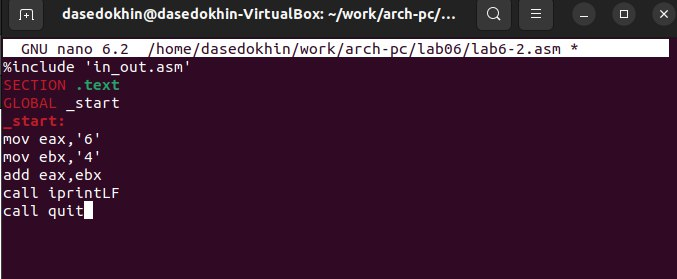 dasedokhin@dasedokhin-VirtualBox: ~/work/arch-pc/...
GNU nano 6.2 /home/dasedokhin/work/arch-pc/lab06/lab6-2.asm *
%include 'in_out.asm'
SECTION .text
GLOBAL _start
_start:
mov eax,'6'
mov ebx,'4'
add eax,ebx
call iprintLF
call quit